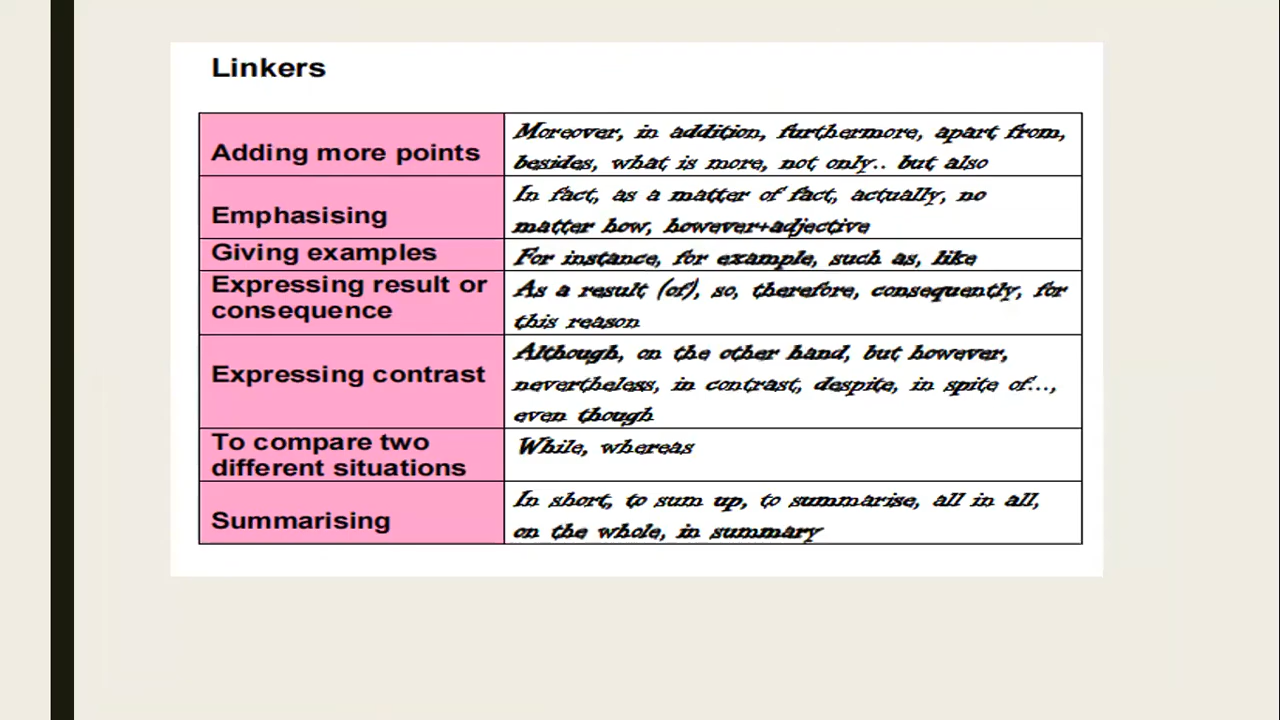 Linkers
Adding more points
Moreover, in addition, furthermore, apart from,
besides, what is more, not only.. but also
Emphasising
In fact, as a matter of fact, actually, no
matter how, however+adjective
Giving examples
For instance, for example, such as, like
Expressing result or
consequence
As a result (of), so, therefore, consequently, for
this reason
Expressing contrast
Although, on the other hand, but however,
nevertheless, in contrast, despite, in spite of...,
even though
To compare two
different situations
While, whereas
Summarising
In short, to sum up, to summarise, all in all,
on the whole, in summary